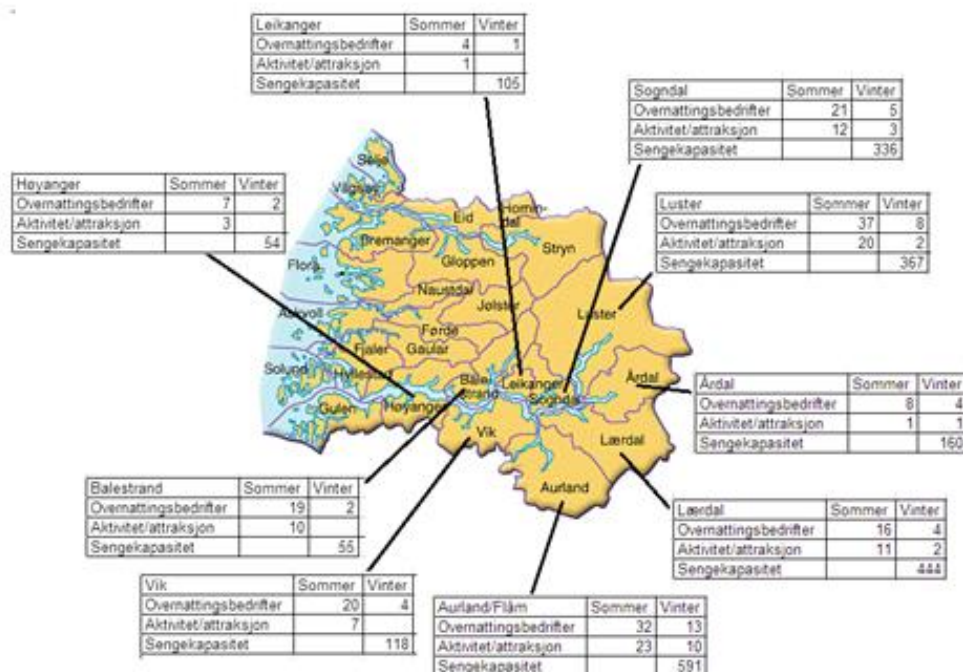 Leikanger Sommer Vinter
Overnattingsbedrifter 4 1
Aktivitet/attraksjon 1
Sengekapasitet 105
Sogndal Sommer Vinter
Overnattingsbedrifter 21 5
Aktivitet/attraksjon 12 3
Sengekapasitet 336
Høyanger Sommer Vinter
Overnattingsbedrifter 7 2
Aktivitet/attraksjon 3
Sengekapasitet 54
Luster Sommer Vinter
Overnattingsbedrifter 37 8
Aktivitet/attraksjon 20 2
Sengekapasitet 367
Selje
Vågsøy
Eid
Hornin-
dal
Bremanger
Stryn
Gloppen
Flora
Naustdal
Jølster
Askvoll
Luster
Førde
Fjaler
Gaular
Solund
Hyllestad
Bale
strand
Leikanger
Årdal
Sogndal
Gulen
Høyanger
Vik
Lærdal
Aurland
Årdal Sommer Vinter
Overnattingsbedrifter 8 4
Aktivitet/attraksjon 1 1
Sengekapasitet 160
Balestrand Sommer Vinter
Overnattingsbedrifter 19 2
Aktivitet/attraksjon 10
Sengekapasitet 55
Lærdal Sommer Vinter
Overnattingsbedrifter 16 4
Aktivitet/attraksjon 11 2
Sengekapasitet 444
Vik Sommer Vinter
Overnattingsbedrifter 20 4
Aktivitet/attraksjon 7
Sengekapasitet 118
Aurland/Flåm Sommer Vinter
Overnattingsbedrifter 32 13
Aktivitet/attraksjon 23 10
Sengekapasitet 591